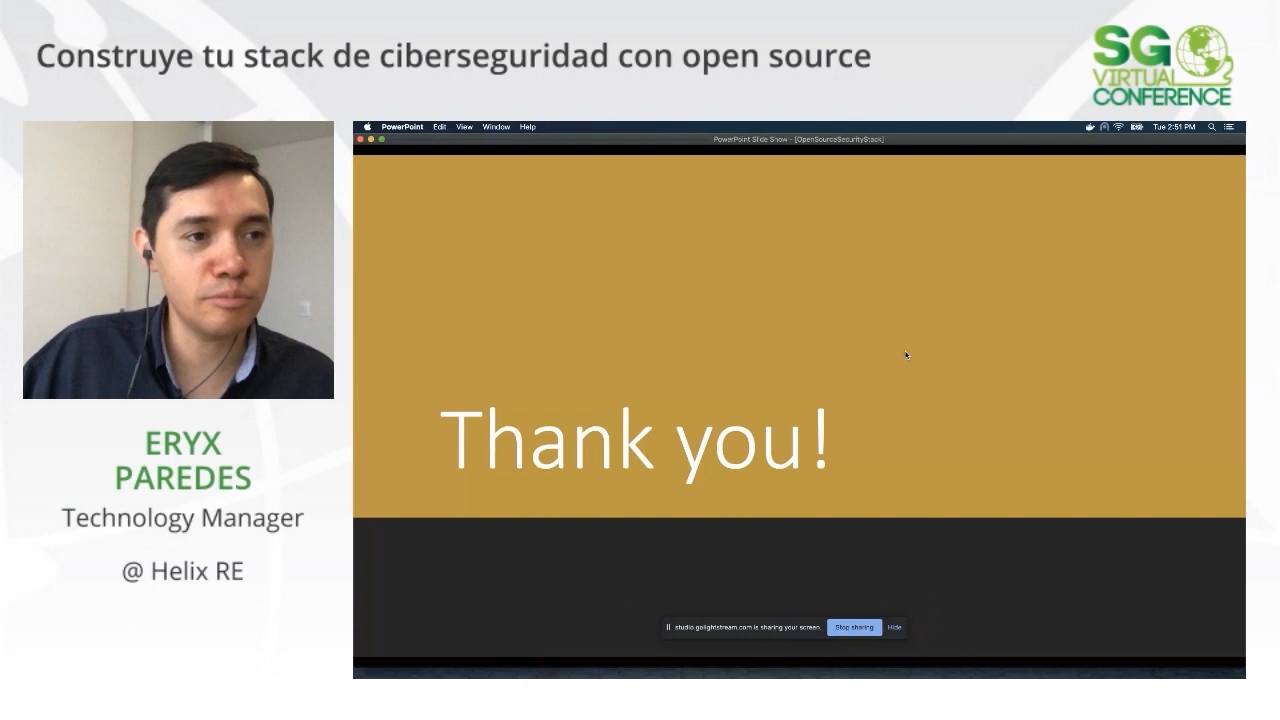 Construye tu stack de ciberseguridad con open source
SG
VIRTUAL
CONFERENCE
PowerPoint Edit View Window Help
Tue 2:51 PM
PowerPoint Slide Show - [OpenSourceSecurityStack]
Thank you!
ERYX
PAREDES
Technology Manager
@ Helix RE
studio.golightstream.com is sharing your screen. Stop sharing Hide